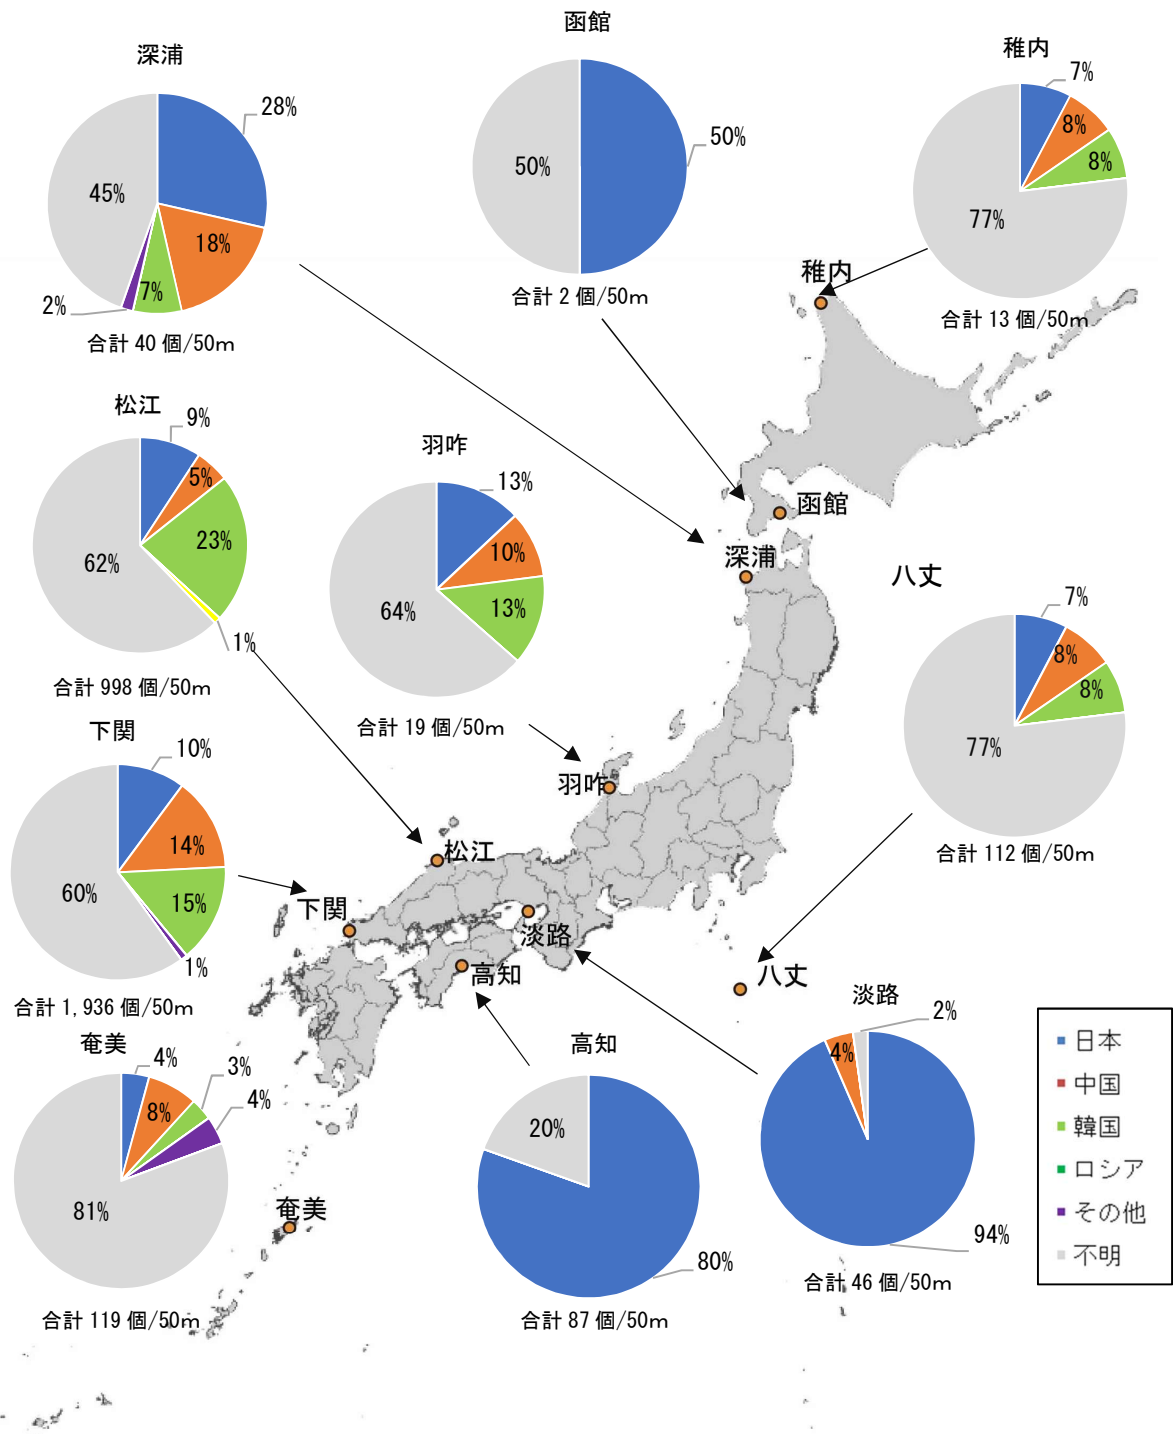 函館
50%
50%
合計 2 個/50m
深浦
28%
18%
7%
2%
45%
合計 40 個/50m
稚内
7%
8%
8%
77%
合計 13 個/50m
稚内
松江
9%
5%
23%
1%
62%
合計 998 個/50m
羽咋
13%
10%
13%
64%
合計 19 個/50m
函館
深浦
八丈
7%
8%
8%
77%
合計 112 個/50m
下関
10%
14%
15%
1%
60%
合計 1,936 個/50m
羽咋
松江
下関
淡路
高知
八丈
奄美
4%
8%
3%
4%
81%
合計 119 個/50m
奄美
高知
20%
80%
合計 87 個/50m
淡路
2%
4%
94%
合計 46 個/50m
日本
中国
韓国
ロシア
その他
不明